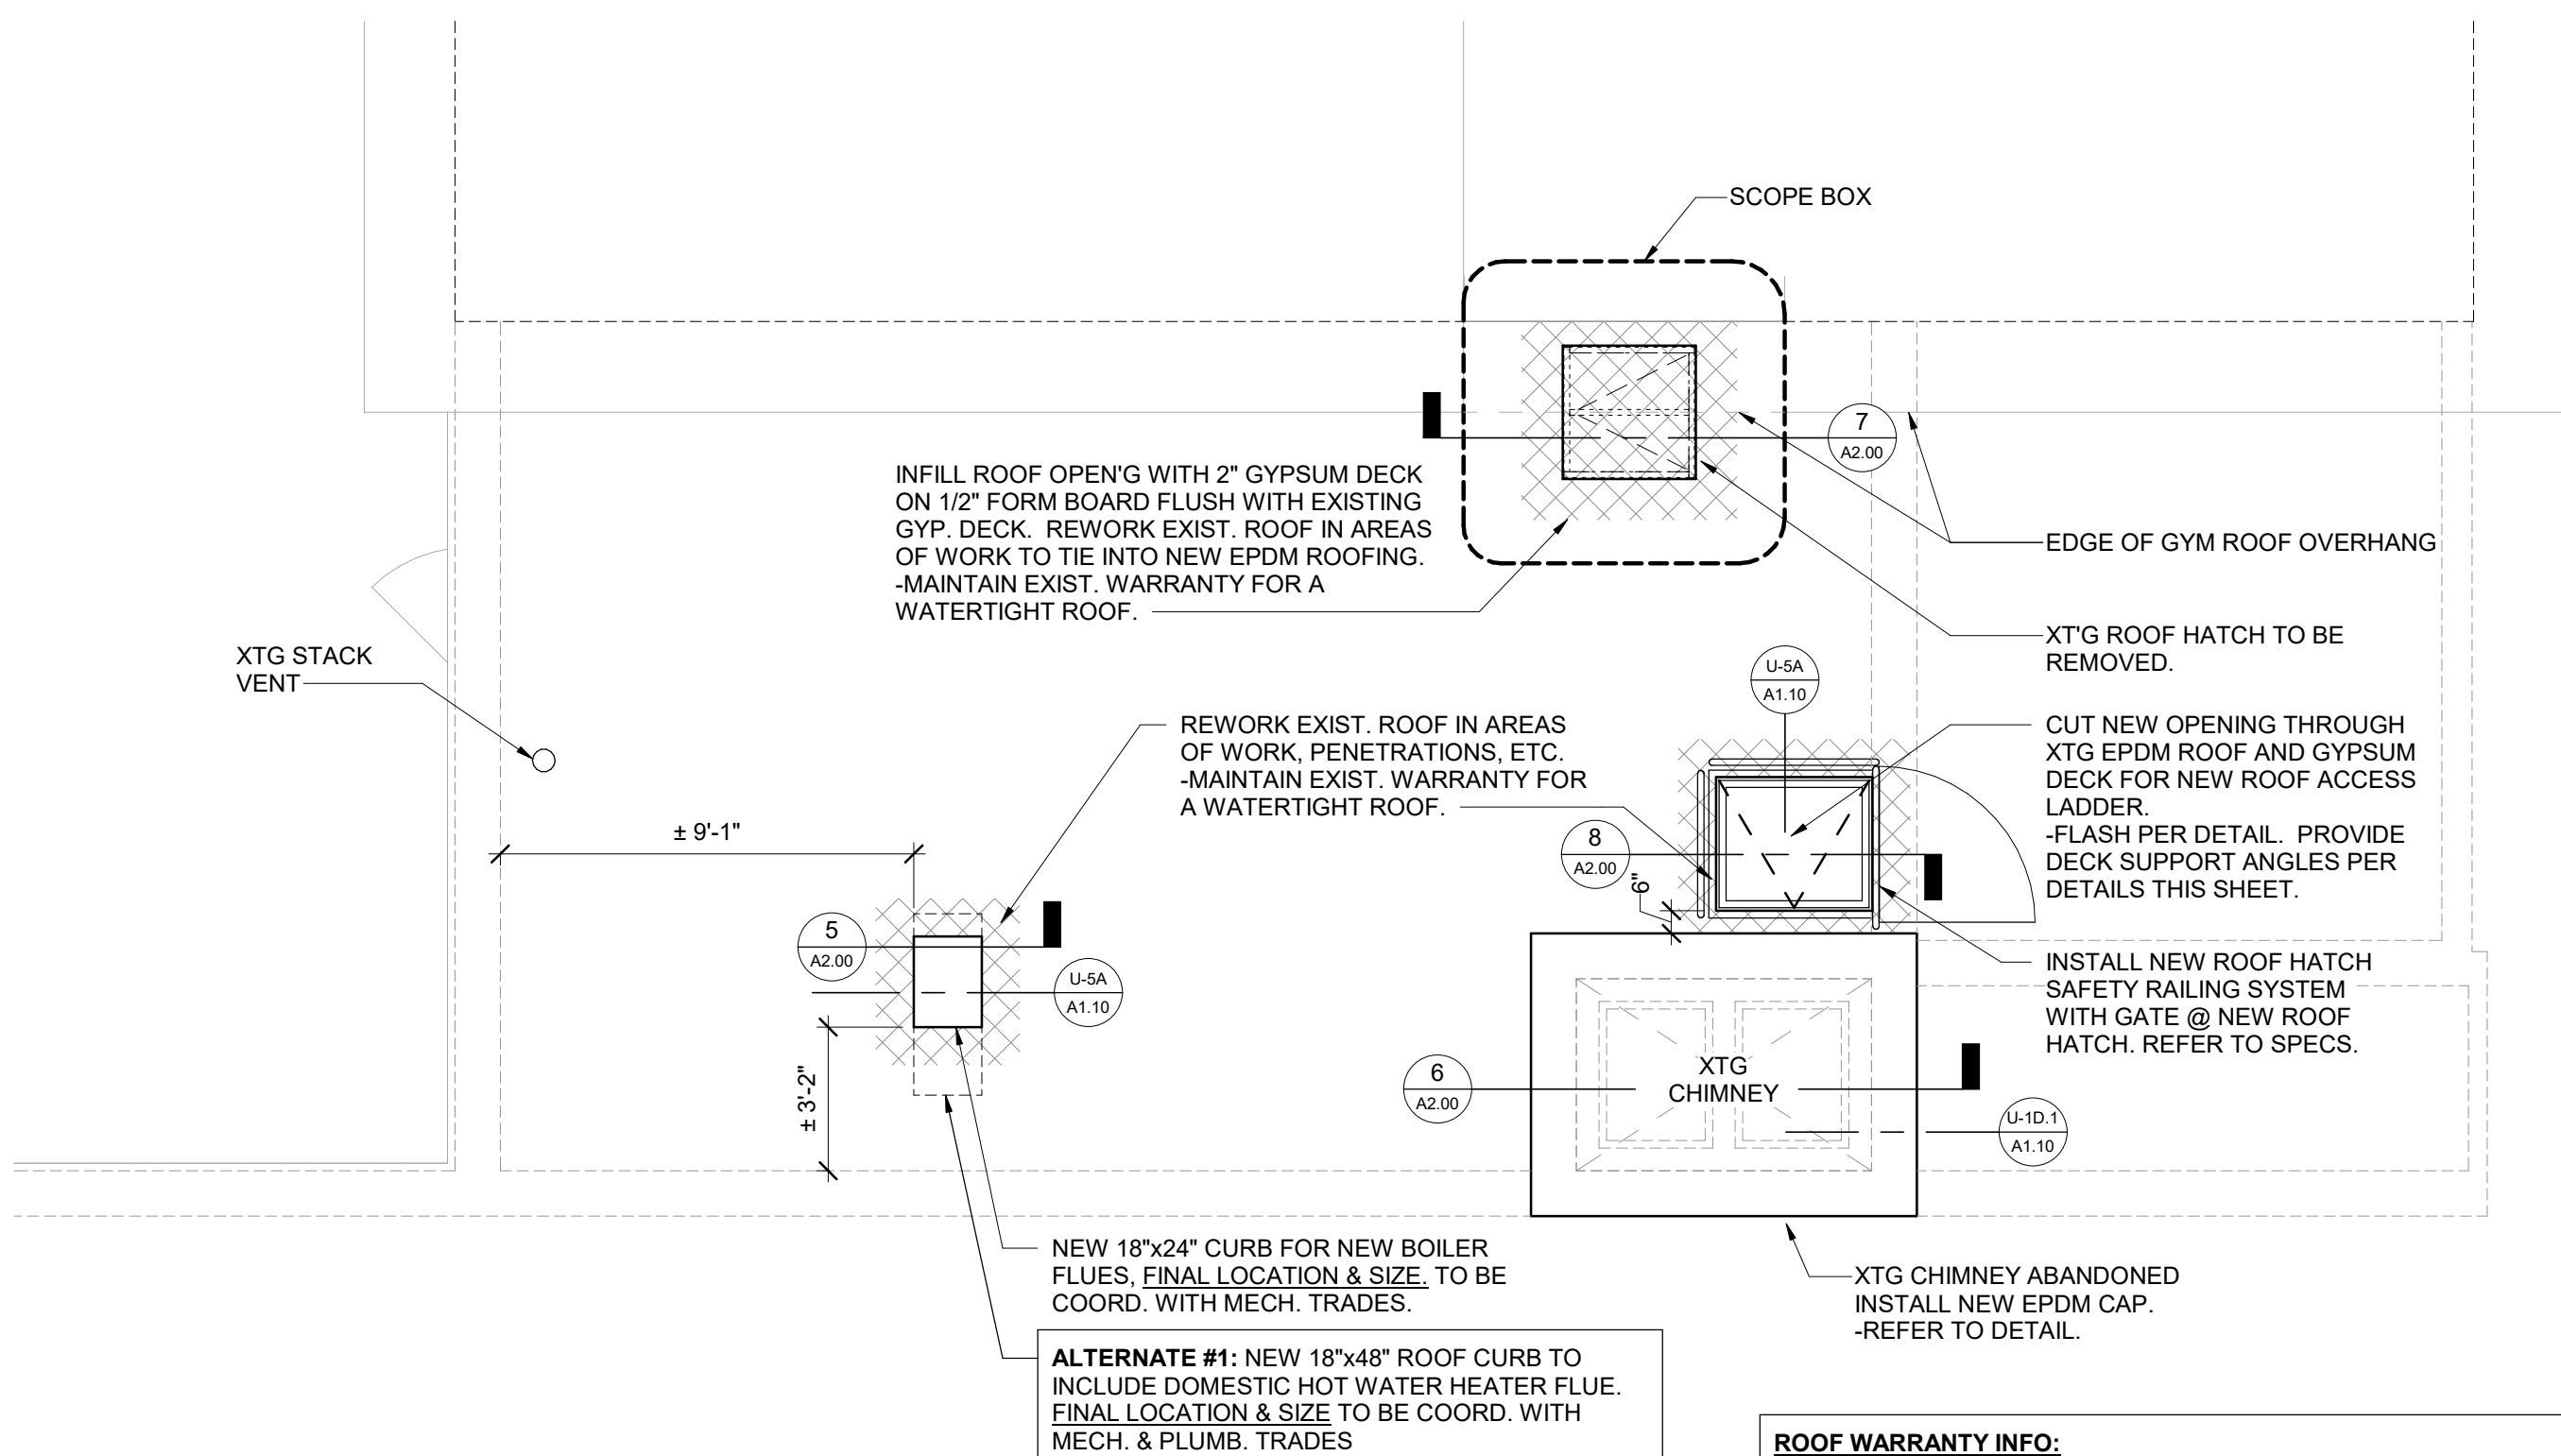 SCOPE BOX
7
A2.00
INFILL ROOF OPEN'G WITH 2" GYPSUM DECK
ON 1/2" FORM BOARD FLUSH WITH EXISTING
GYP. DECK.  REWORK EXIST. ROOF IN AREAS
OF WORK TO TIE INTO NEW EPDM ROOFING.
-MAINTAIN EXIST. WARRANTY FOR A
WATERTIGHT ROOF.
EDGE OF GYM ROOF OVERHANG
XT'G ROOF HATCH TO BE
REMOVED.
XTG STACK
VENT
U-5A
A1.10
REWORK EXIST. ROOF IN AREAS
OF WORK, PENETRATIONS, ETC.
-MAINTAIN EXIST. WARRANTY FOR
A WATERTIGHT ROOF.
CUT NEW OPENING THROUGH
XTG EPDM ROOF AND GYPSUM
DECK FOR NEW ROOF ACCESS
LADDER.
-FLASH PER DETAIL.  PROVIDE
DECK SUPPORT ANGLES PER
DETAILS THIS SHEET.
± 9'-1"
8
A2.00
6"
5
A2.00
U-5A
A1.10
INSTALL NEW ROOF HATCH
SAFETY RAILING SYSTEM
WITH GATE @ NEW ROOF
HATCH. REFER TO SPECS.
± 3'-2"
6
A2.00
XTG
CHIMNEY
U-1D.1
A1.10
NEW 18"x24" CURB FOR NEW BOILER
FLUES, FINAL LOCATION & SIZE. TO BE
COORD. WITH MECH. TRADES.
XTG CHIMNEY ABANDONED
INSTALL NEW EPDM CAP.
-REFER TO DETAIL.
ALTERNATE #1: NEW 18"x48" ROOF CURB TO
INCLUDE DOMESTIC HOT WATER HEATER FLUE.
FINAL LOCATION & SIZE TO BE COORD. WITH
MECH. & PLUMB. TRADES
ROOF WARRANTY INFO: